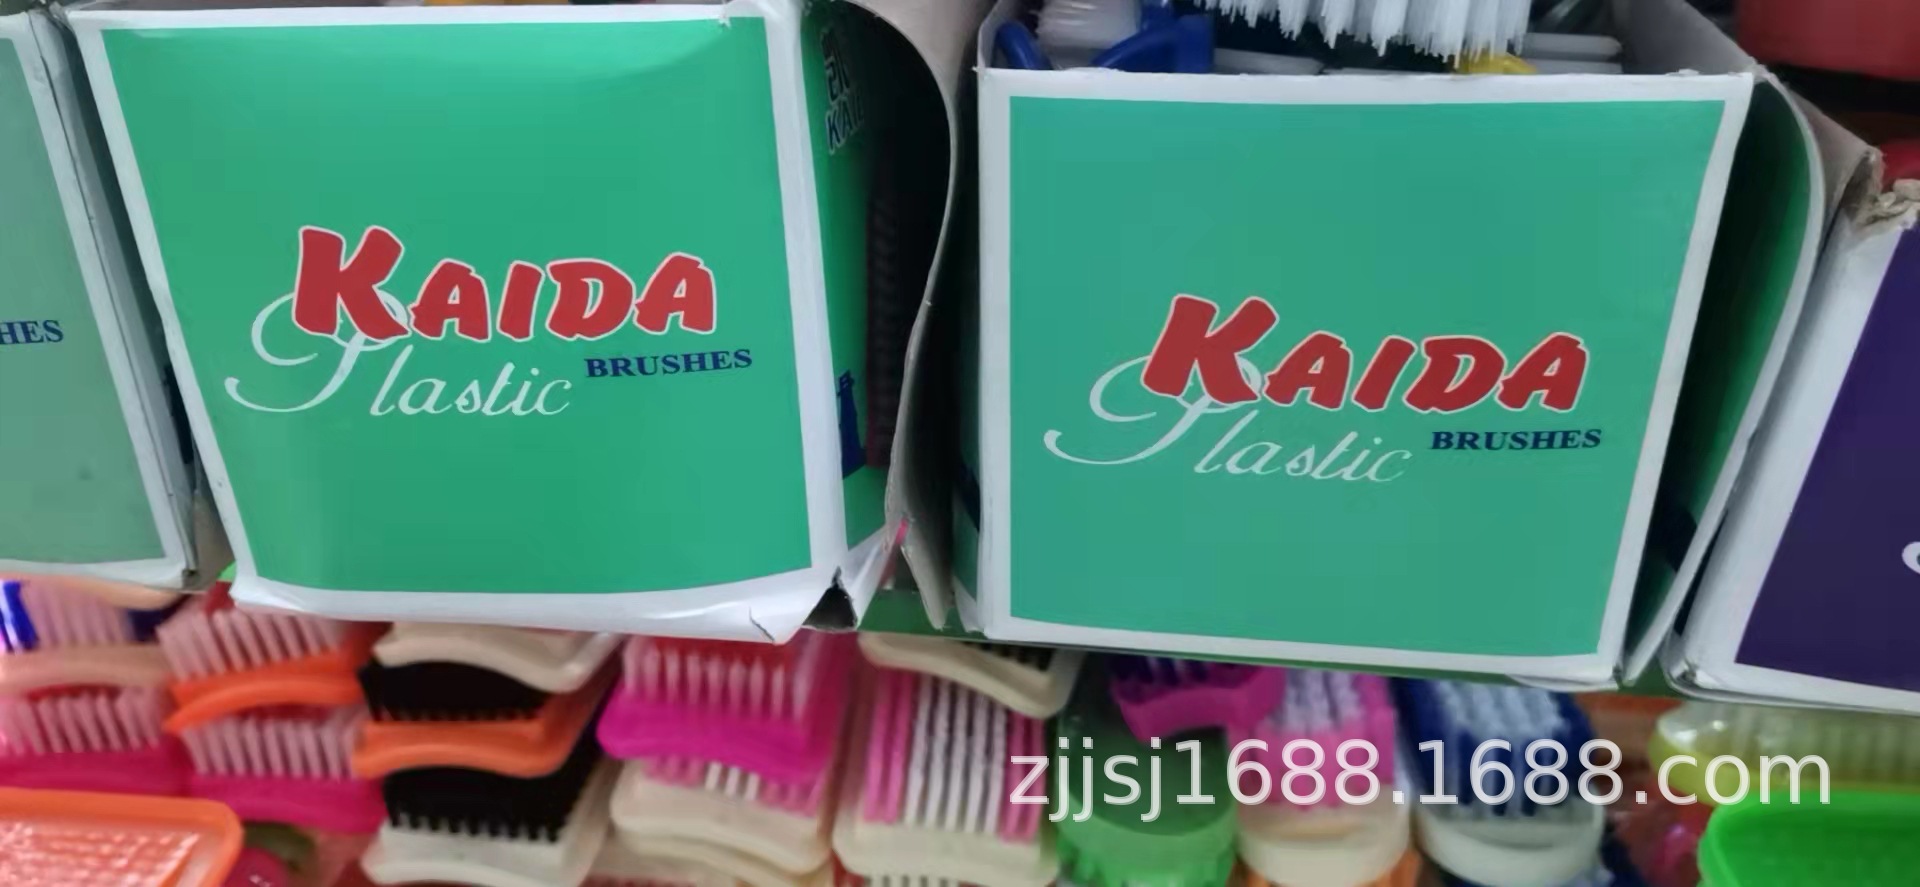 HES
KAIDA
Plastic BRUSHES
KAIDA
Plastic BRUSHES
zjjsj1688.1688.com